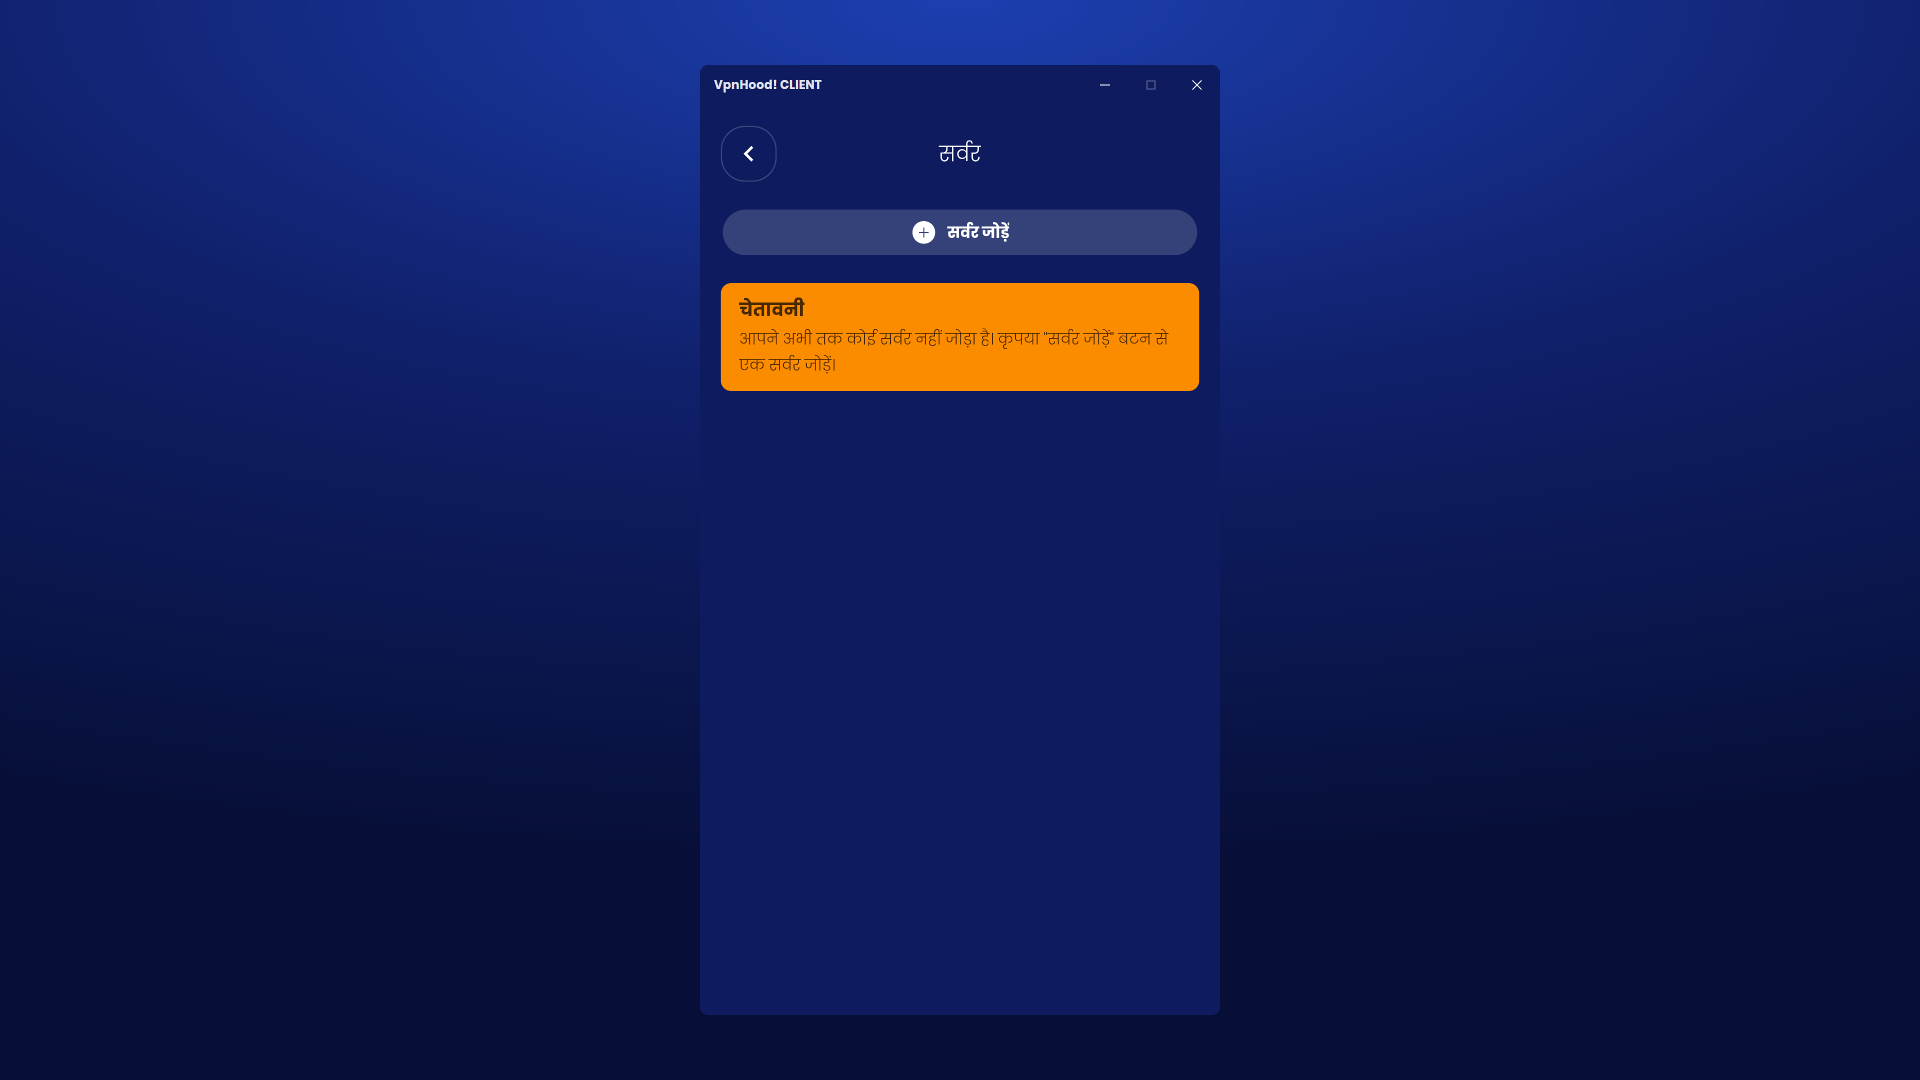 VpnHood! CLIENT
सर्वर
सर्वर जोड़ें
चेतावनी
आपने अभी तक कोई सर्वर नहीं जोड़ा है। कृपया "सर्वर जोड़ें" बटन से
एक सर्वर जोड़ें।